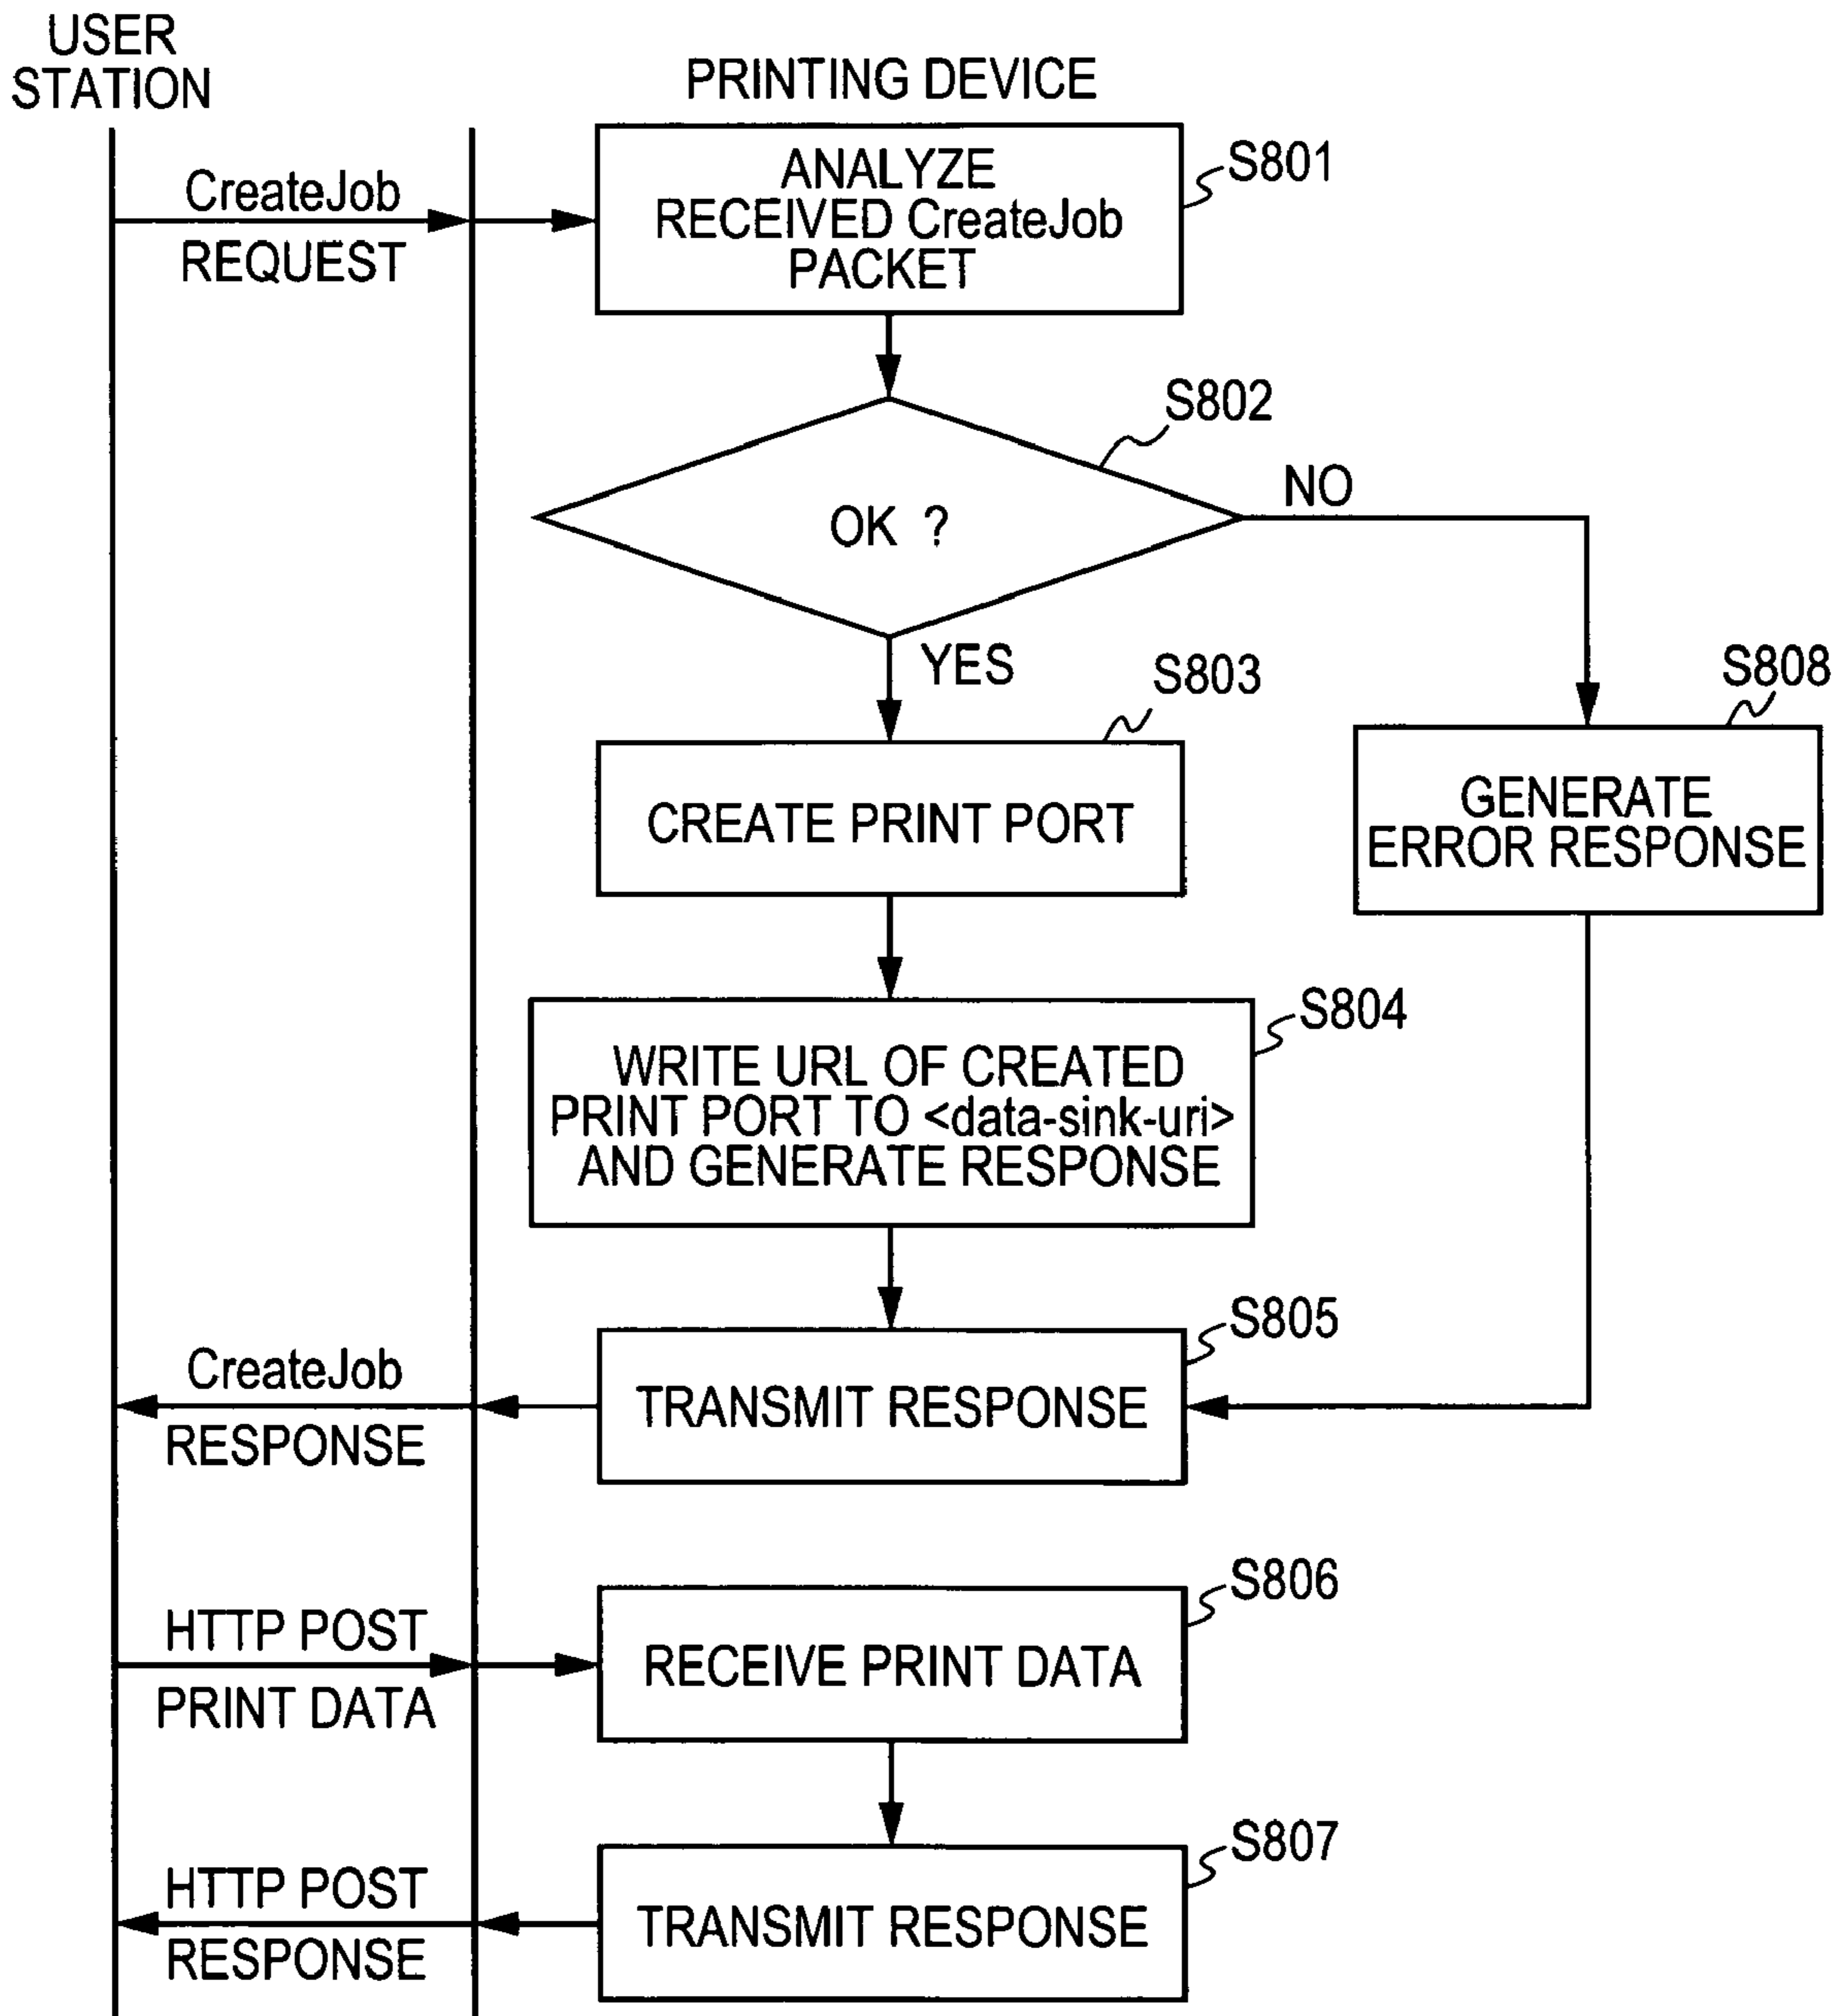 USER
STATION
PRINTING DEVICE
CreateJob
REQUEST
ANALYZE
RECEIVED CreateJob
PACKET
S801
S802
OK ?
NO
YES
S803
CREATE PRINT PORT
S808
GENERATE
ERROR RESPONSE
S804
WRITE URL OF CREATED
PRINT PORT TO <data-sink-uri>
AND GENERATE RESPONSE
S805
CreateJob
RESPONSE
TRANSMIT RESPONSE
S806
HTTP POST
PRINT DATA
RECEIVE PRINT DATA
S807
HTTP POST
RESPONSE
TRANSMIT RESPONSE